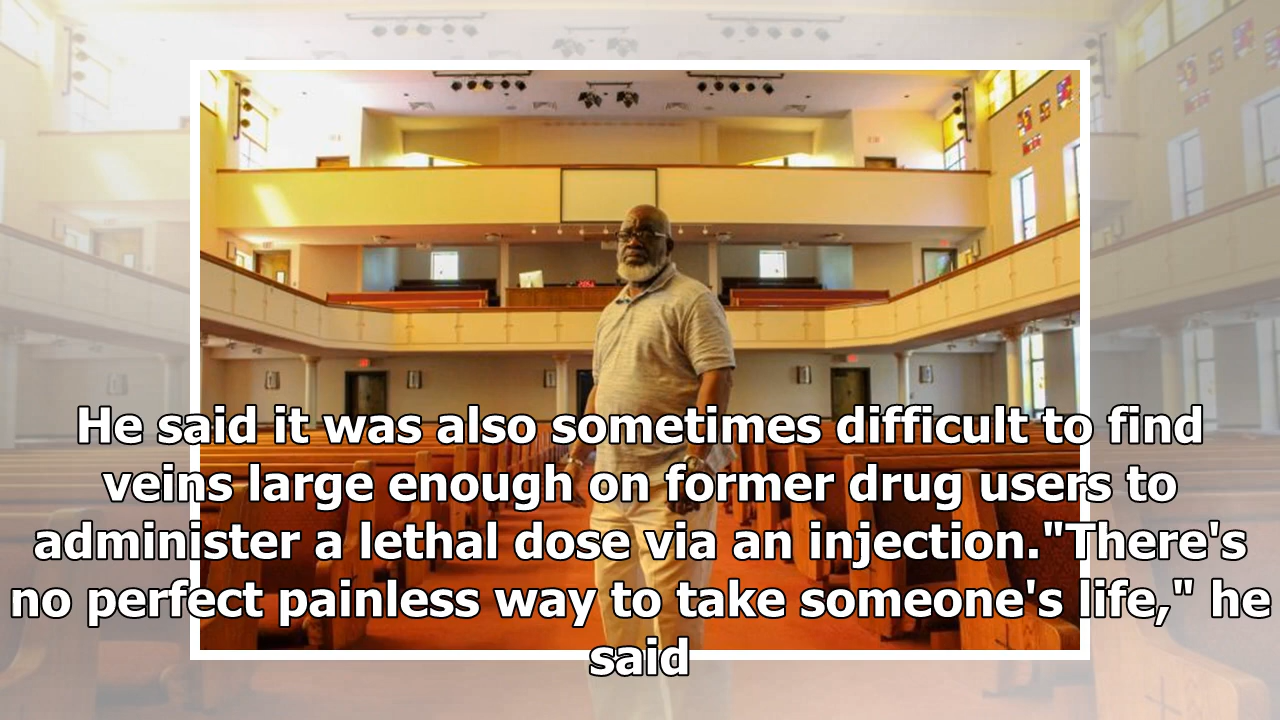 He said it was also sometimes difficult to find
veins large enough on former drug users to
administer a lethal dose via an injection."There's
no perfect painless way to take someone's life," he
said